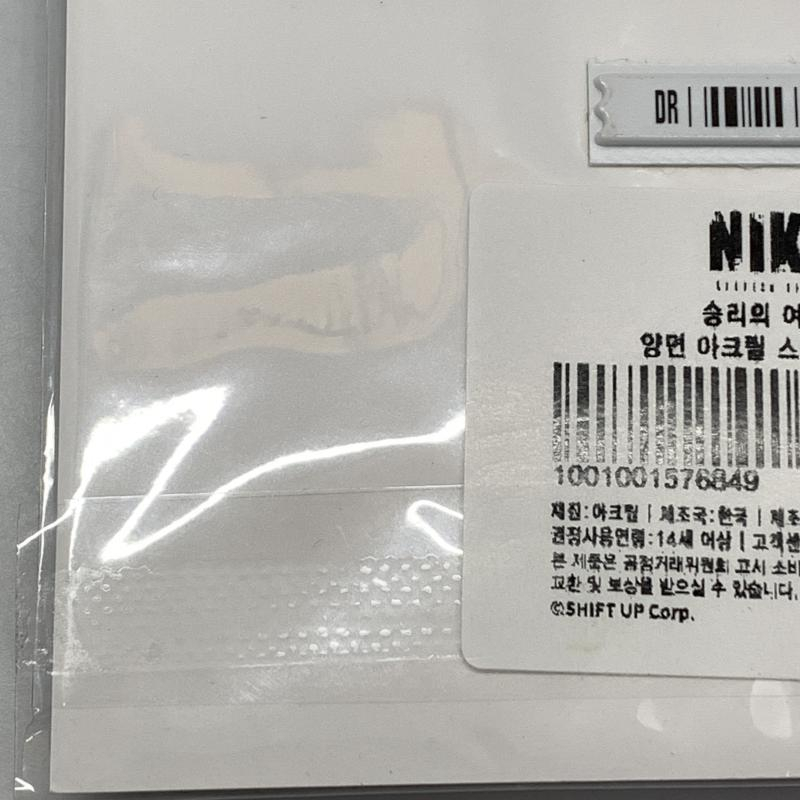 DR
NIK
승리의 여
양면 아크릴 스
1001001576849
재질:아크릴 | 제조국:한국 | 제조
권장사용연령:14세 이상 | 고객센
본 제품은 공정거래위원회 고시 소비
교환 및 보상을 받으실 수 있습니다.
©SHIFT UP Corp.